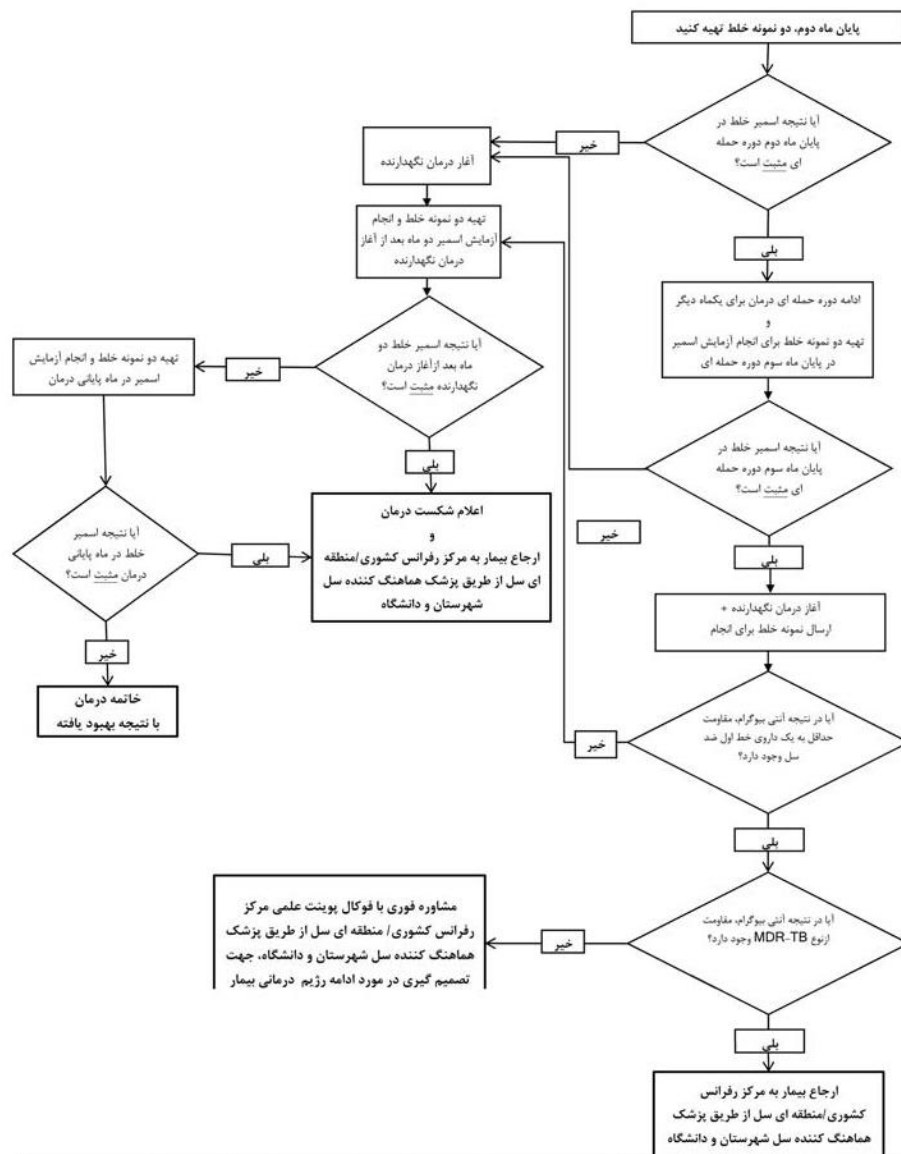 پایان ماه دوم، دو نمونه خلط تهیه کنید
آیا نتیجه اسمیر خلط در
پایان ماه دوم دوره حمله
ای مثبت است؟
خیر
آغاز درمان نگهدارنده
تهیه دو نمونه خلط و انجام
آزمایش اسمیر دو ماه بعد از آغاز
درمان نگهدارنده
بلی
ادامه دوره حمله ای درمان برای یکماه دیگر
و
تهیه دو نمونه خلط برای انجام آزمایش اسمیر
در پایان ماه سوم دوره حمله ای
آیا نتیجه اسمیر خلط دو
ماه بعد ازآغاز درمان
نگهدارنده مثبت است؟
خیر
تهیه دو نمونه خلط و انجام آزمایش
اسمیر در ماه پایانی درمان
آیا نتیجه اسمیر خلط در
پایان ماه سوم دوره حمله
ای مثبت است؟
بلی
اعلام شکست درمان
و
ارجاع بیمار به مرکز رفرانس کشوری/منطقه
ای سل از طریق پزشک هماهنگ کننده سل
شهرستان و دانشگاه
خیر
آیا نتیجه اسمیر
خلط در ماه پایانی
درمان مثبت است؟
بلی
بلی
آغاز درمان نگهدارنده +
ارسال نمونه خلط برای انجام
خیر
خاتمه درمان
با نتیجه بهبود یافته
آیا در نتیجه آنتی بیوگرام، مقاومت
حداقل به یک داروی خط اول ضد
سل وجود دارد؟
خیر
بلی
آیا در نتیجه آنتی بیوگرام، مقاومت
ازنوع MDR-TB وجود دارد؟
خیر
مشاوره فوری با فوکال پوینت علمی مرکز
رفرانس کشوری/ منطقه ای سل از طریق پزشک
هماهنگ کننده سل شهرستان و دانشگاه، جهت
تصمیم گیری در مورد ادامه رژیم درمانی بیمار
بلی
ارجاع بیمار به مرکز رفرانس
کشوری/منطقه ای سل از طریق پزشک
هماهنگ کننده سل شهرستان و دانشگاه